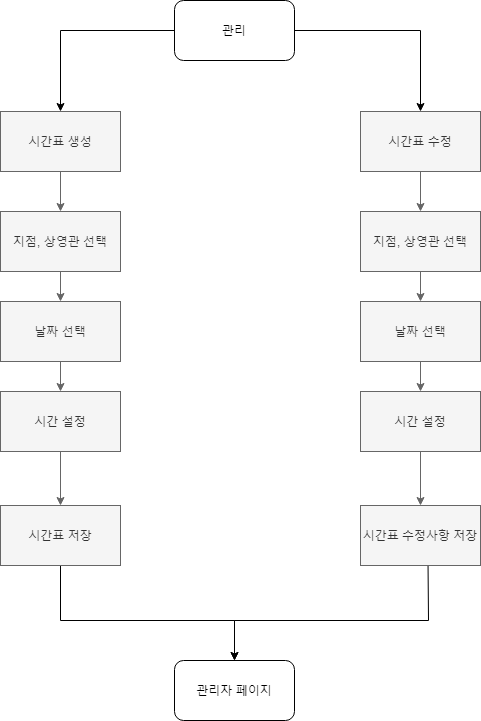 관리
시간표 생성
시간표 수정
지점, 상영관 선택
지점, 상영관 선택
날짜 선택
날짜 선택
시간 설정
시간 설정
시간표 저장
시간표 수정사항 저장
관리자 페이지